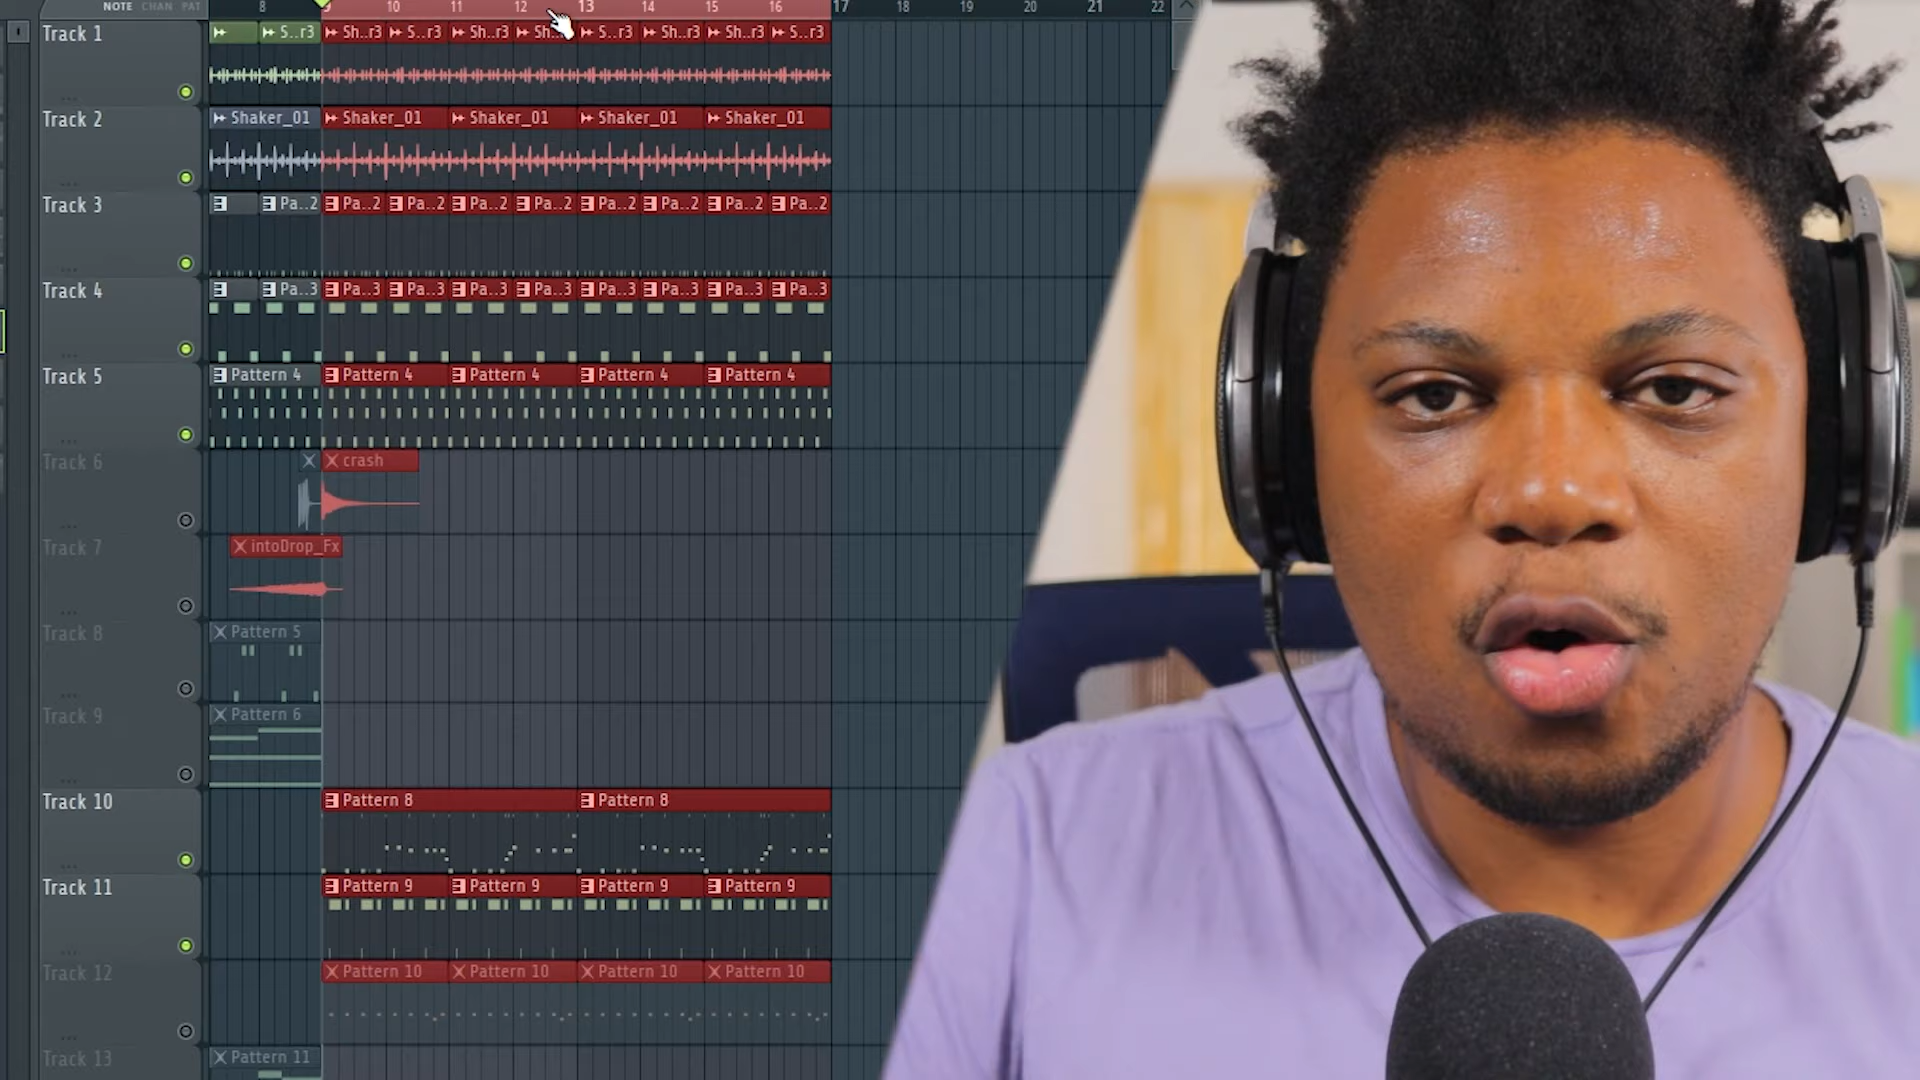 NOTE CHAN PAT
8 9 10 11 12 13 14 15 16 17 18 19 20 21 22
Track 1
S..r3 Sh..r3 S..r3 Sh..r3 Sh.. S..r3 Sh..r3 Sh..r3 S..r3
Track 2
Shaker_01 Shaker_01 Shaker_01 Shaker_01 Shaker_01
Track 3
Pa..2 Pa..2 Pa..2 Pa..2 Pa..2 Pa..2 Pa..2 Pa..2 Pa..2
Track 4
Pa..3 Pa..3 Pa..3 Pa..3 Pa..3 Pa..3 Pa..3 Pa..3 Pa..3
Track 5
Pattern 4 Pattern 4 Pattern 4 Pattern 4 Pattern 4
Track 6
crash
Track 7
intoDrop_Fx
Track 8
Pattern 5
Track 9
Pattern 6
Track 10
Pattern 8 Pattern 8
Track 11
Pattern 9 Pattern 9 Pattern 9 Pattern 9
Track 12
Pattern 10 Pattern 10 Pattern 10 Pattern 10
Track 13
Pattern 11